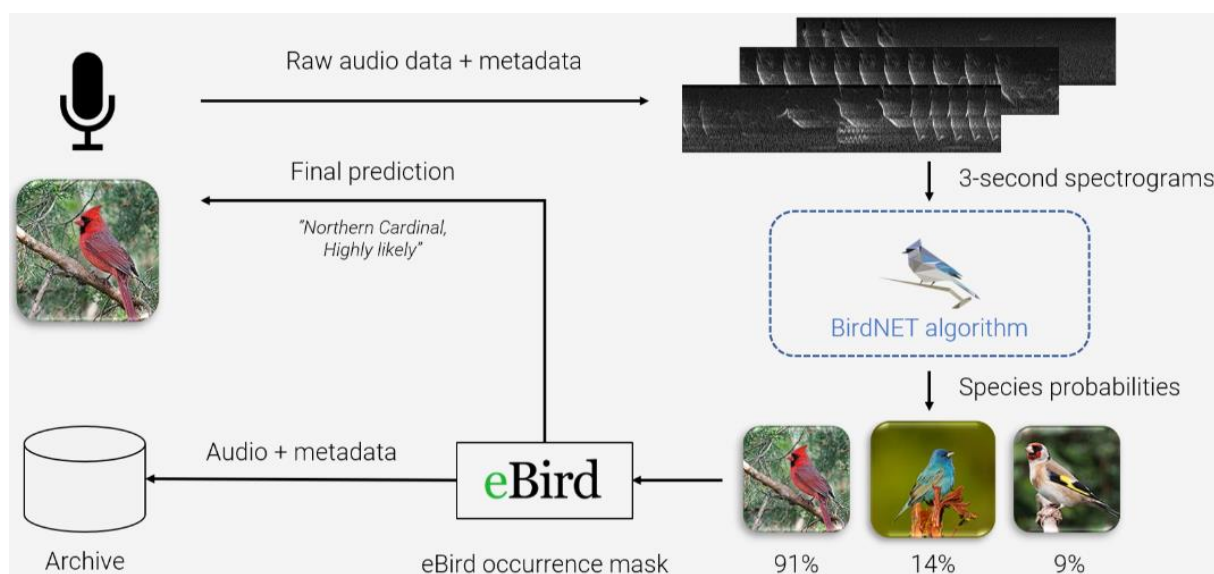 Raw audio data + metadata
Final prediction
"Northern Cardinal,
Highly likely"
3-second spectrograms
BirdNET algorithm
Species probabilities
Audio + metadata
eBird
Archive
eBird occurrence mask
91%
14%
9%